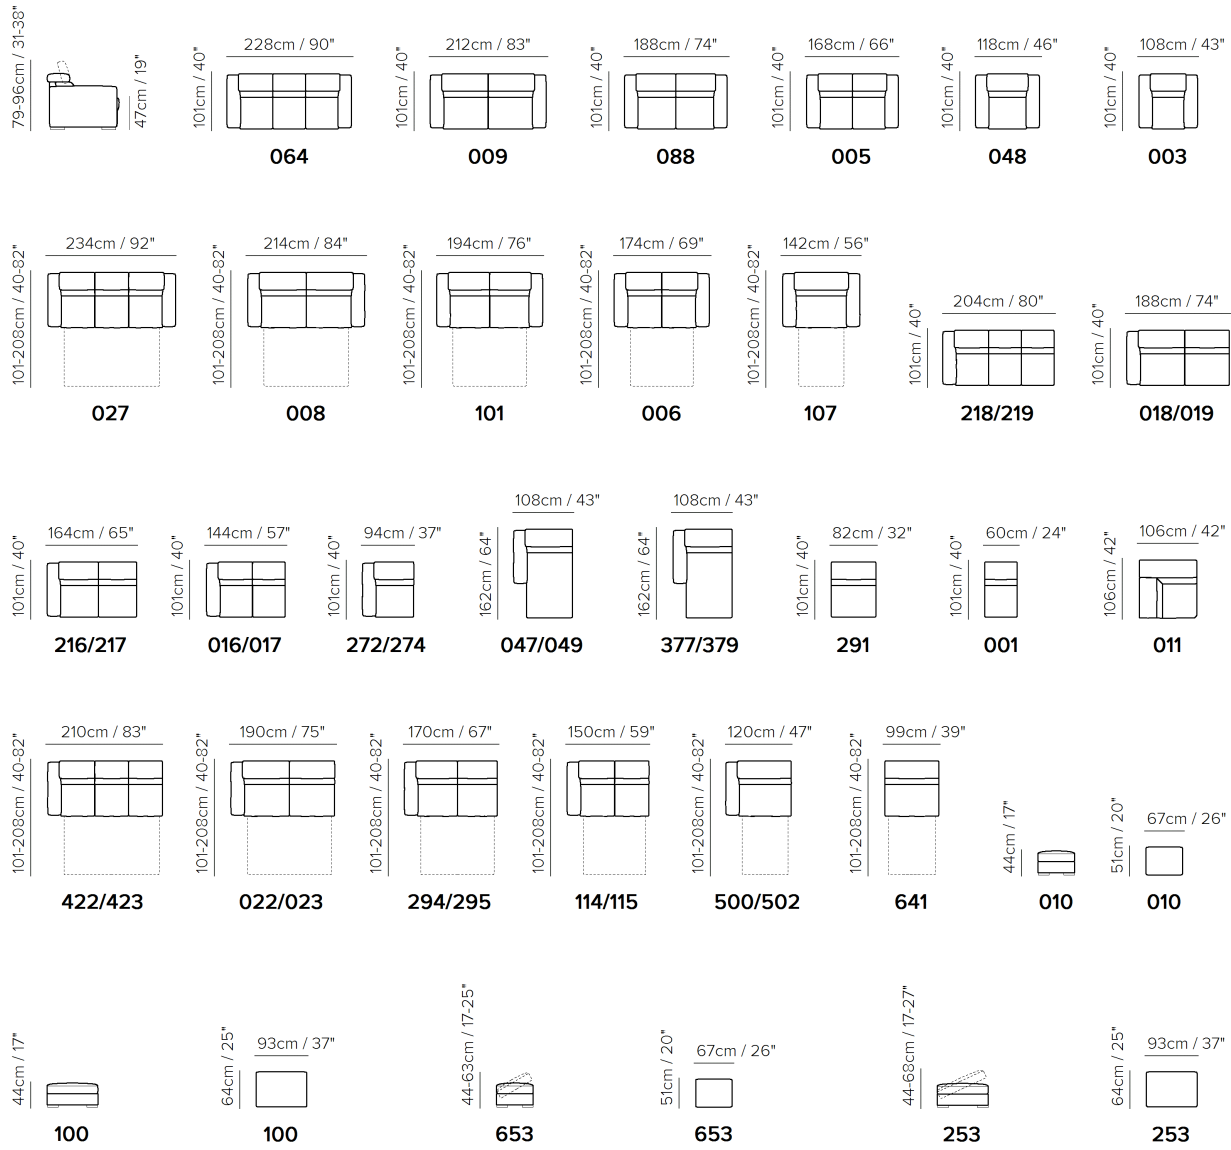 79-96cm / 31-38"
47cm / 19"
228cm / 90"
101cm / 40"
064
212cm / 83"
101cm / 40"
009
188cm / 74"
101cm / 40"
088
168cm / 66"
101cm / 40"
005
118cm / 46"
101cm / 40"
048
108cm / 43"
101cm / 40"
003
234cm / 92"
101-208cm / 40-82"
027
214cm / 84"
101-208cm / 40-82"
008
194cm / 76"
101-208cm / 40-82"
101
174cm / 69"
101-208cm / 40-82"
006
142cm / 56"
101-208cm / 40-82"
107
204cm / 80"
101cm / 40"
218/219
188cm / 74"
101cm / 40"
018/019
164cm / 65"
101cm / 40"
216/217
144cm / 57"
101cm / 40"
016/017
94cm / 37"
101cm / 40"
272/274
108cm / 43"
162cm / 64"
047/049
108cm / 43"
162cm / 64"
377/379
82cm / 32"
101cm / 40"
291
60cm / 24"
101cm / 40"
001
106cm / 42"
106cm / 42"
011
210cm / 83"
101-208cm / 40-82"
422/423
190cm / 75"
101-208cm / 40-82"
022/023
170cm / 67"
101-208cm / 40-82"
294/295
150cm / 59"
101-208cm / 40-82"
114/115
120cm / 47"
101-208cm / 40-82"
500/502
99cm / 39"
101-208cm / 40-82"
641
44cm / 17"
010
67cm / 26"
51cm / 20"
010
44cm / 17"
100
93cm / 37"
64cm / 25"
100
44-63cm / 17-25"
653
67cm / 26"
51cm / 20"
653
44-68cm / 17-27"
253
93cm / 37"
64cm / 25"
253